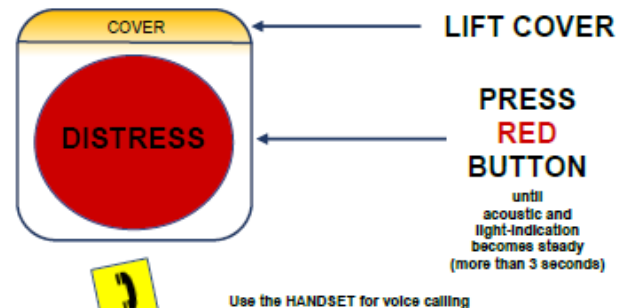 COVER
LIFT COVER
DISTRESS
PRESS
RED
BUTTON
until
acoustic and
light-indication
becomes steady
(more than 3 seconds)
Use the HANDSET for voice calling